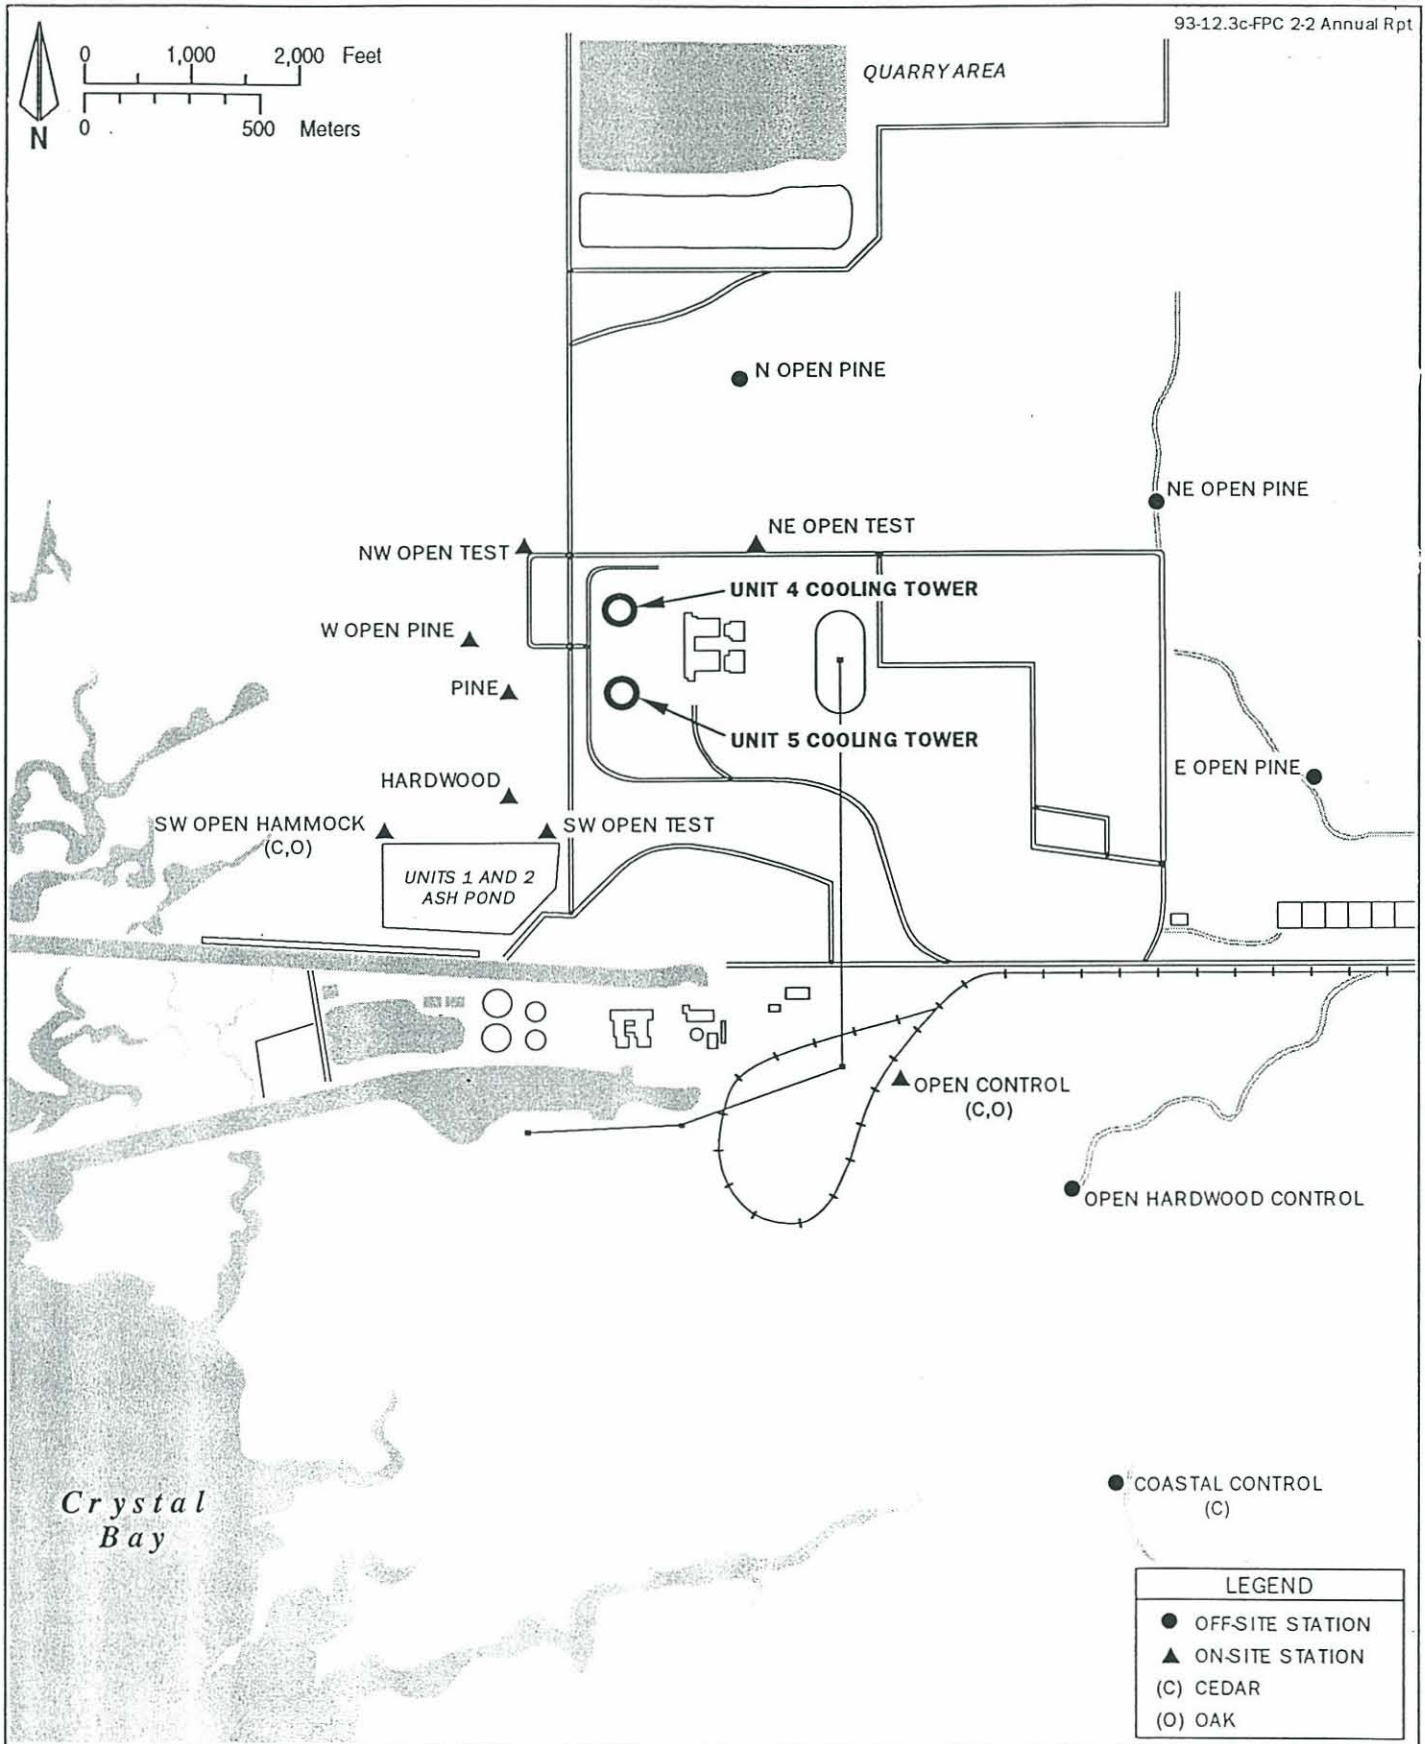 93-12.3c-FPC 2-2 Annual Rpt
0 1,000 2,000 Feet
0 500 Meters
N
QUARRY AREA
N OPEN PINE
NE OPEN PINE
NE OPEN TEST
NW OPEN TEST
UNIT 4 COOLING TOWER
W OPEN PINE
PINE
UNIT 5 COOLING TOWER
E OPEN PINE
HARDWOOD
SW OPEN HAMMOCK
(C,O)
SW OPEN TEST
UNITS 1 AND 2
ASH POND
OPEN CONTROL
(C,O)
OPEN HARDWOOD CONTROL
COASTAL CONTROL
(C)
Crystal
Bay
LEGEND
OFF-SITE STATION
ON-SITE STATION
(C) CEDAR
(O) OAK